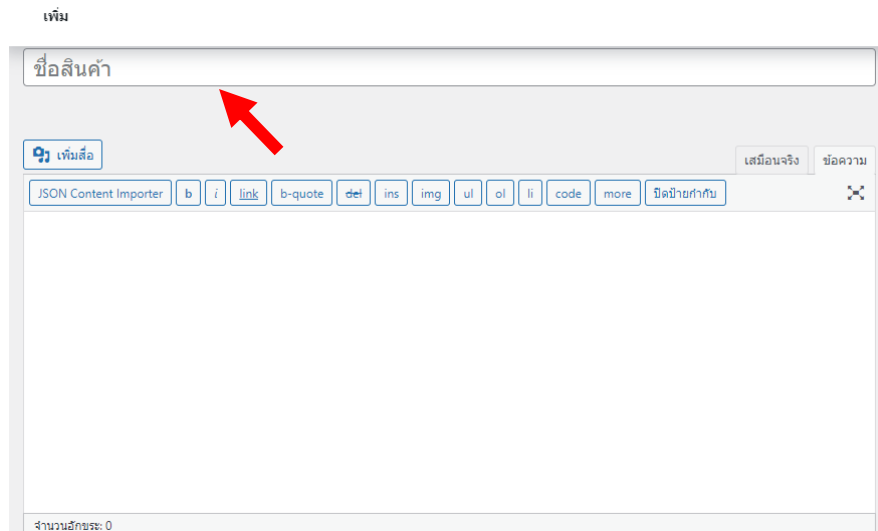 เพิ่ม
ชื่อสินค้า
เพิ่มสื่อ
เสมือนจริง ข้อความ
JSON Content Importer b i link b-quote del ins img ul ol li code more ปิดป้ายกำกับ
จำนวนอักขระ: 0